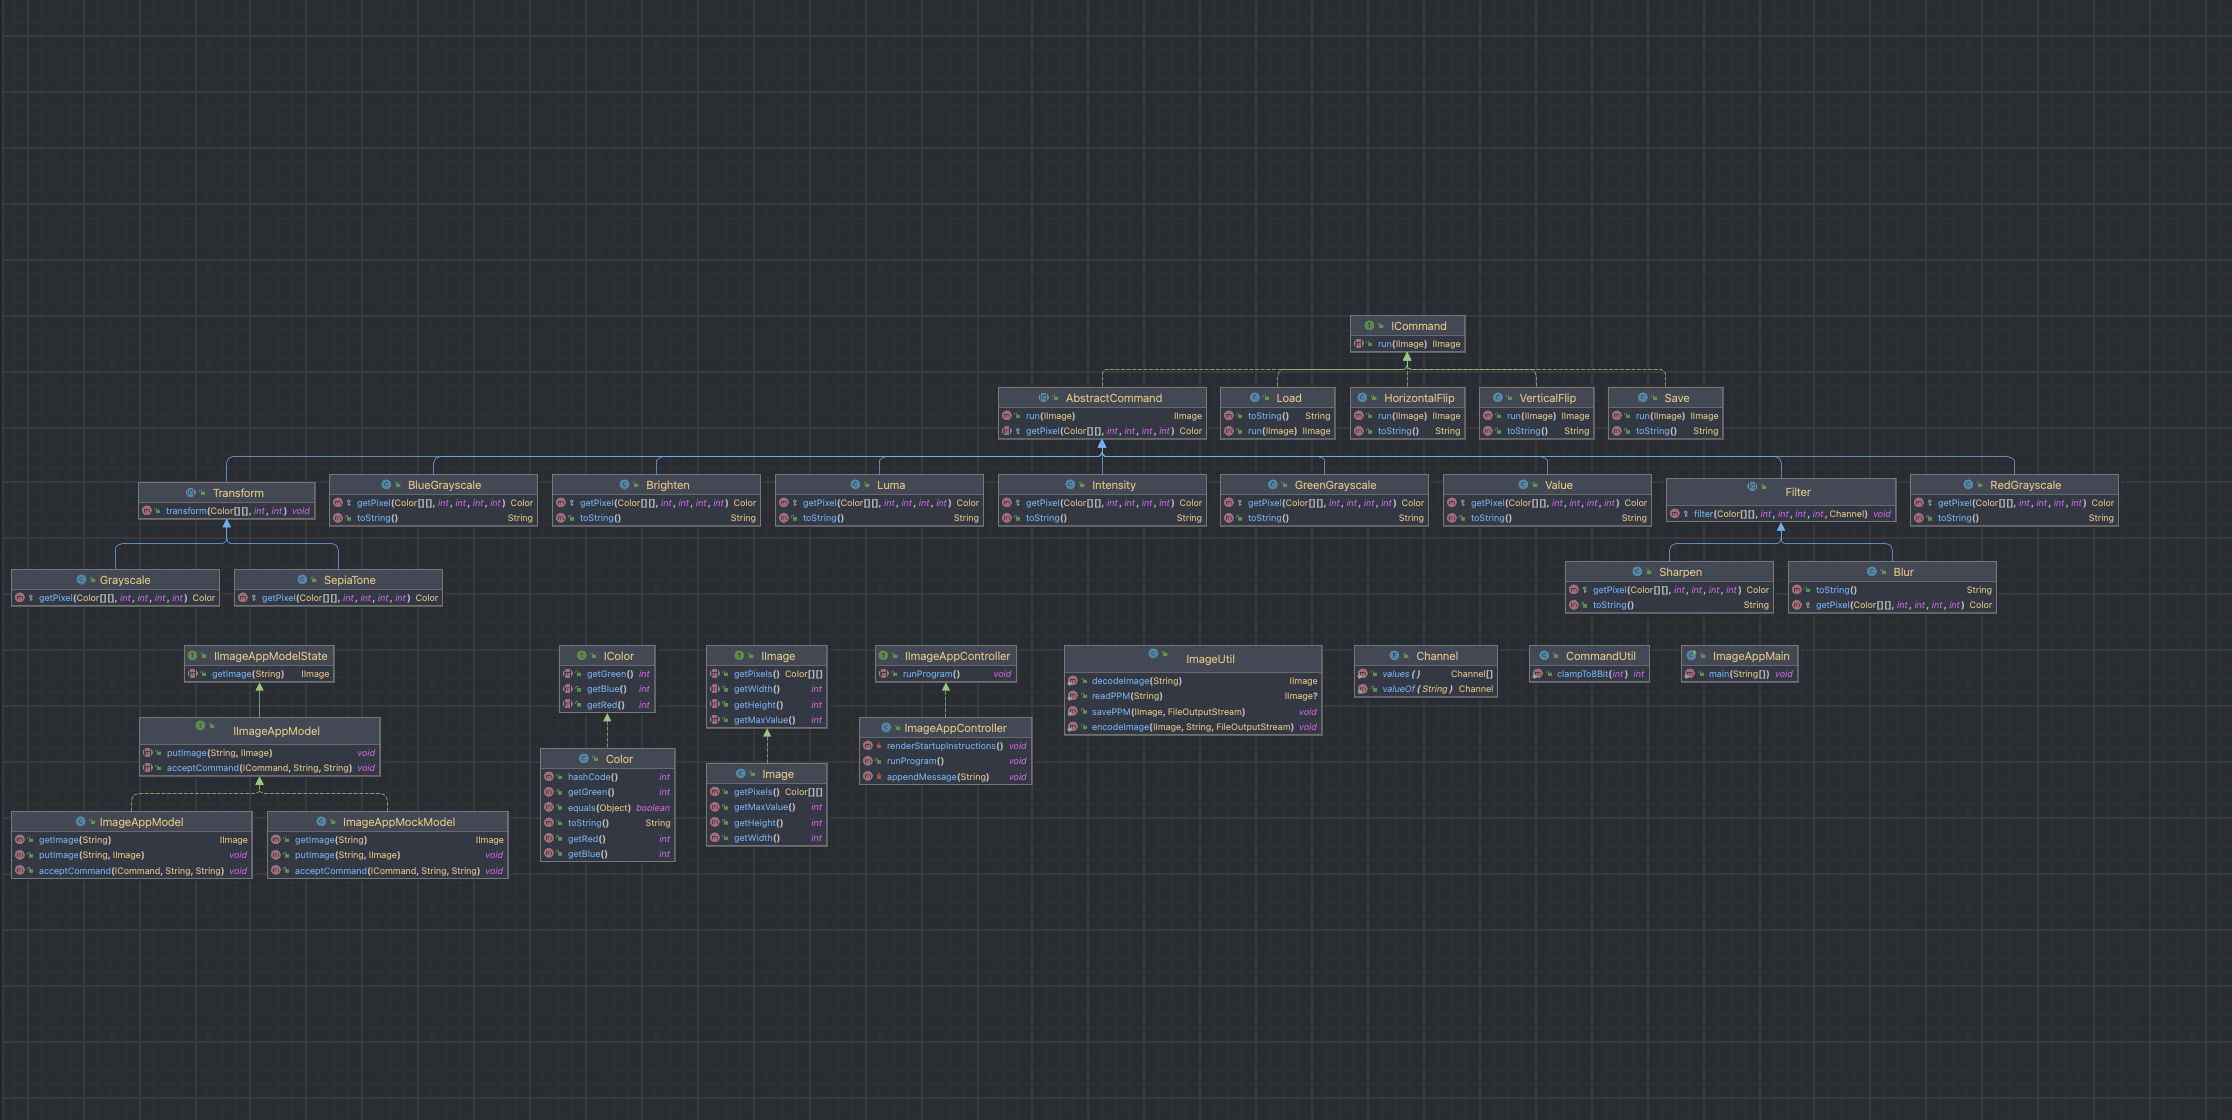 ICommand
run(IImage) IImage
AbstractCommand
run(IImage) IImage
getPixel(Color[][], int, int, int, int) Color
Load
toString() String
run(IImage) IImage
HorizontalFlip
run(IImage) IImage
toString() String
VerticalFlip
run(IImage) IImage
toString() String
Save
run(IImage) IImage
toString() String
Transform
transform(Color[][], int, int) void
BlueGrayscale
getPixel(Color[][], int, int, int, int) Color
toString() String
Brighten
getPixel(Color[][], int, int, int, int) Color
toString() String
Luma
getPixel(Color[][], int, int, int, int) Color
toString() String
Intensity
getPixel(Color[][], int, int, int, int) Color
toString() String
GreenGrayscale
getPixel(Color[][], int, int, int, int) Color
toString() String
Value
getPixel(Color[][], int, int, int, int) Color
toString() String
Filter
filter(Color[][], int, int, int, int, Channel) void
RedGrayscale
getPixel(Color[][], int, int, int, int) Color
toString() String
Grayscale
getPixel(Color[][], int, int, int, int) Color
SepiaTone
getPixel(Color[][], int, int, int, int) Color
Sharpen
getPixel(Color[][], int, int, int, int) Color
toString() String
Blur
toString() String
getPixel(Color[][], int, int, int, int) Color
IImageAppModelState
getImage(String) IImage
IImageAppModel
putImage(String, IImage) void
acceptCommand(ICommand, String, String) void
ImageAppModel
getImage(String) IImage
putImage(String, IImage) void
acceptCommand(ICommand, String, String) void
ImageAppMockModel
getImage(String) IImage
putImage(String, IImage) void
acceptCommand(ICommand, String, String) void
IColor
getGreen() int
getBlue() int
getRed() int
Color
hashCode() int
getGreen() int
equals(Object) boolean
toString() String
getRed() int
getBlue() int
IImage
getPixels() Color[][]
getWidth() int
getHeight() int
getMaxValue() int
Image
getPixels() Color[][]
getMaxValue() int
getHeight() int
getWidth() int
IImageAppController
runProgram() void
ImageAppController
renderStartupInstructions() void
runProgram() void
appendMessage(String) void
ImageUtil
decodeImage(String) IImage
readPPM(String) IImage?
savePPM(IImage, FileOutputStream) void
encodeImage(IImage, String, FileOutputStream) void
Channel
values() Channel[]
valueOf(String) Channel
CommandUtil
clampTo8Bit(int) int
ImageAppMain
main(String[]) void